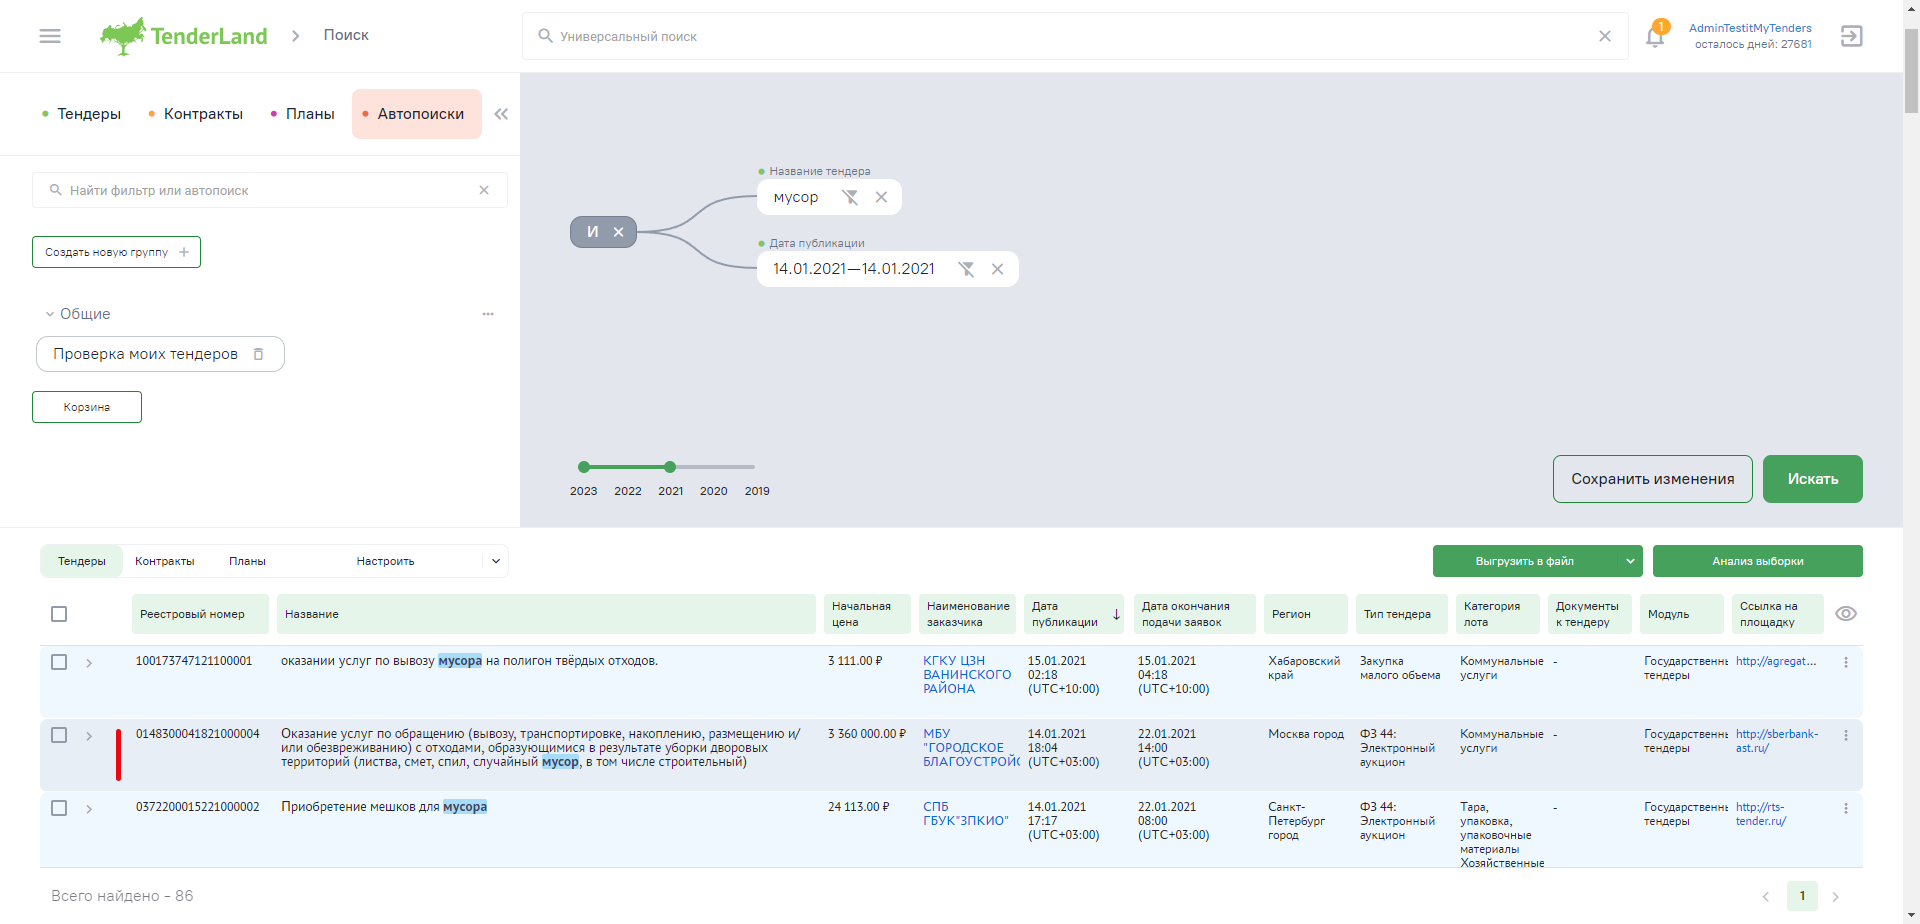 TenderLand
Поиск
Универсальный поиск
1
AdminTestitMyTenders
осталось дней: 27681
Тендеры
Контракты
Планы
Автопоиски
Найти фильтр или автопоиск
Создать новую группу
Общие
Проверка моих тендеров
Корзина
Название тендера
мусор
И
Дата публикации
14.01.2021—14.01.2021
2023 2022 2021 2020 2019
Сохранить изменения
Искать
Тендеры Контракты Планы Настроить
Выгрузить в файл
Анализ выборки
Реестровый номер
Название
Начальная
цена
Наименование
заказчика
Дата
публикации
Дата окончания
подачи заявок
Регион
Тип тендера
Категория
лота
Документы
к тендеру
Модуль
Ссылка на
площадку
100173747121100001
оказании услуг по вывозу мусора на полигон твёрдых отходов.
3 111.00 ₽
КГКУ ЦЗН
ВАНИНСКОГО
РАЙОНА
15.01.2021
02:18
(UTC+10:00)
15.01.2021
04:18
(UTC+10:00)
Хабаровский
край
Закупка
малого объема
Коммунальные
услуги
-
Государственн
тендеры
http://agregat...
0148300041821000004
Оказание услуг по обращению (вывозу, транспортировке, накоплению, размещению и/
или обезвреживанию) с отходами, образующимися в результате уборки дворовых
территорий (листва, смет, спил, случайный мусор, в том числе строительный)
3 360 000.00 ₽
МБУ
"ГОРОДСКОЕ
БЛАГОУСТРОЙС
14.01.2021
18:04
(UTC+03:00)
22.01.2021
14:00
(UTC+03:00)
Москва город
ФЗ 44:
Электронный
аукцион
Коммунальные
услуги
-
Государственн
тендеры
http://sberbank-
ast.ru/
0372200015221000002
Приобретение мешков для мусора
24 113.00 ₽
СПБ
ГБУК"ЗПКИО"
14.01.2021
17:17
(UTC+03:00)
22.01.2021
08:00
(UTC+03:00)
Санкт-
Петербург
город
ФЗ 44:
Электронный
аукцион
Тара,
упаковка,
упаковочные
материалы
Хозяйственные
-
Государственн
тендеры
http://rts-
tender.ru/
Всего найдено - 86
1